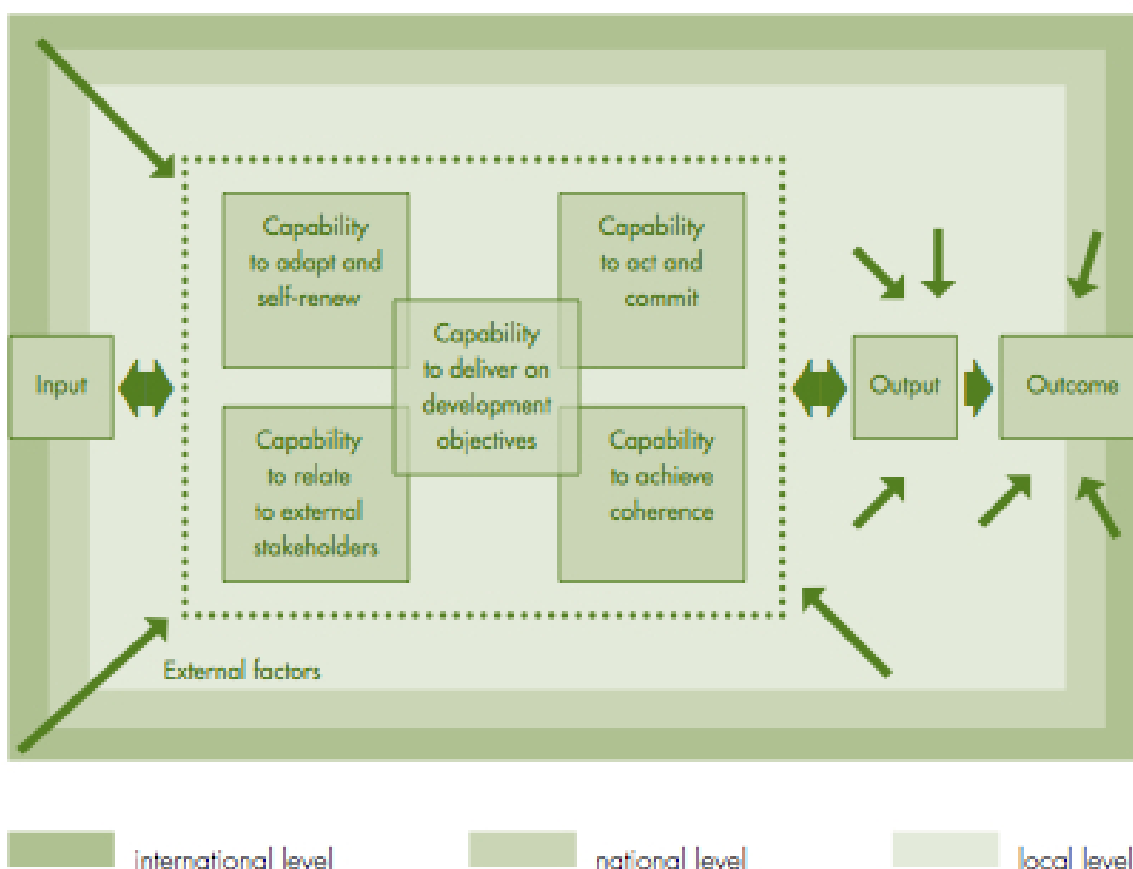 Capability
to adapt and
self-renew
Capability
to act and
commit
Capability
to deliver on
development
objectives
Input
Output
Outcome
Capability
to relate
to external
stakeholders
Capability
to achieve
coherence
External factors
international level
national level
local level